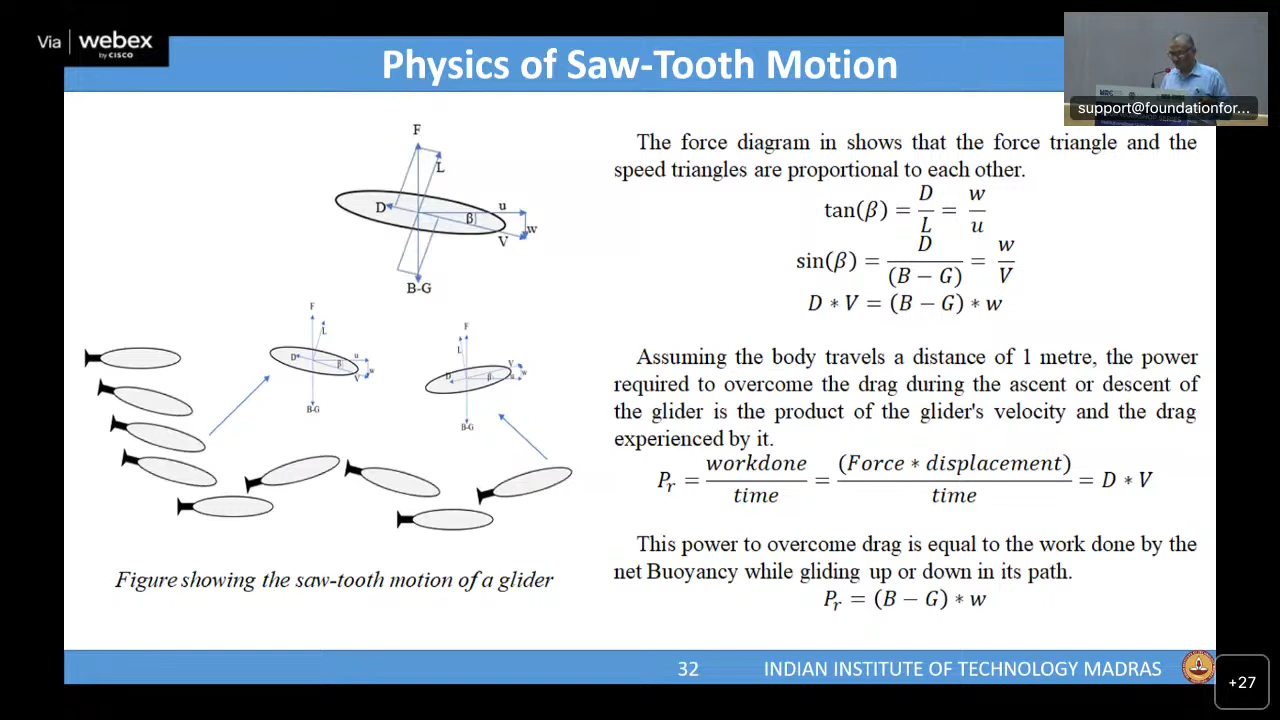 Via webex
by CISCO
Physics of Saw-Tooth Motion
support@foundationfor...
F
L
D
u
β
w
V
B-G
F
L
D
u
β
w
V
B-G
F
L
V
D
β
u
w
B-G
Figure showing the saw-tooth motion of a glider
The force diagram in shows that the force triangle and the
speed triangles are proportional to each other.
tan(β) = D/L = w/u
sin(β) = D/(B − G) = w/V
D * V = (B − G) * w
Assuming the body travels a distance of 1 metre, the power
required to overcome the drag during the ascent or descent of
the glider is the product of the glider's velocity and the drag
experienced by it.
Pr = workdone/time = (Force * displacement)/time = D * V
This power to overcome drag is equal to the work done by the
net Buoyancy while gliding up or down in its path.
Pr = (B − G) * w
32 INDIAN INSTITUTE OF TECHNOLOGY MADRAS
+27